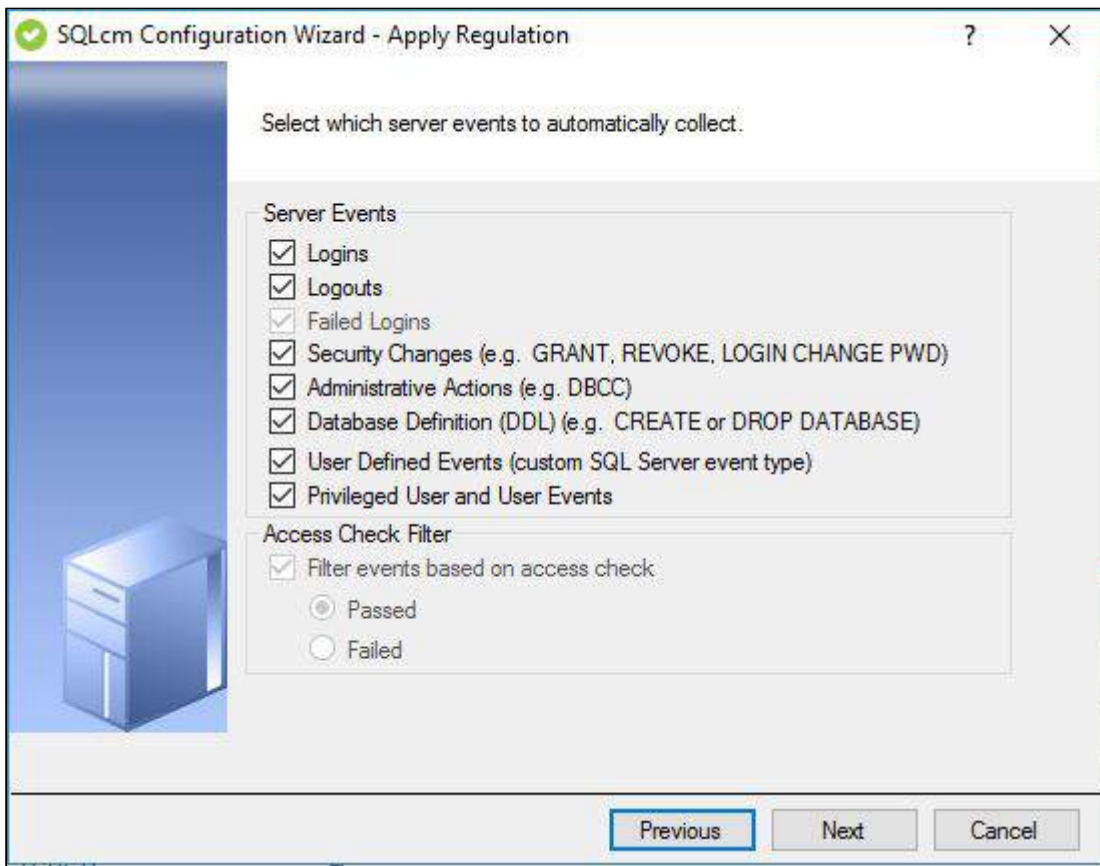 SQLcm Configuration Wizard - Apply Regulation
?
Select which server events to automatically collect.
Server Events
Logins
Logouts
Failed Logins
Security Changes (e.g. GRANT, REVOKE, LOGIN CHANGE PWD)
Administrative Actions (e.g. DBCC)
Database Definition (DDL) (e.g. CREATE or DROP DATABASE)
User Defined Events (custom SQL Server event type)
Privileged User and User Events
Access Check Filter
Filter events based on access check
Passed
Failed
Previous Next Cancel